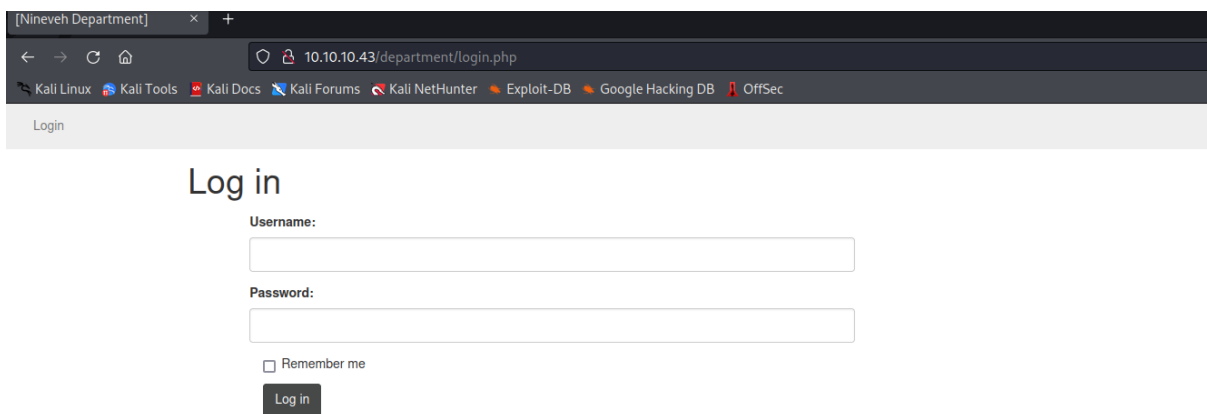 [Nineveh Department] × +
10.10.10.43/department/login.php
Kali Linux Kali Tools Kali Docs Kali Forums Kali NetHunter Exploit-DB Google Hacking DB OffSec
Login
Log in
Username:
Password:
Remember me
Log in